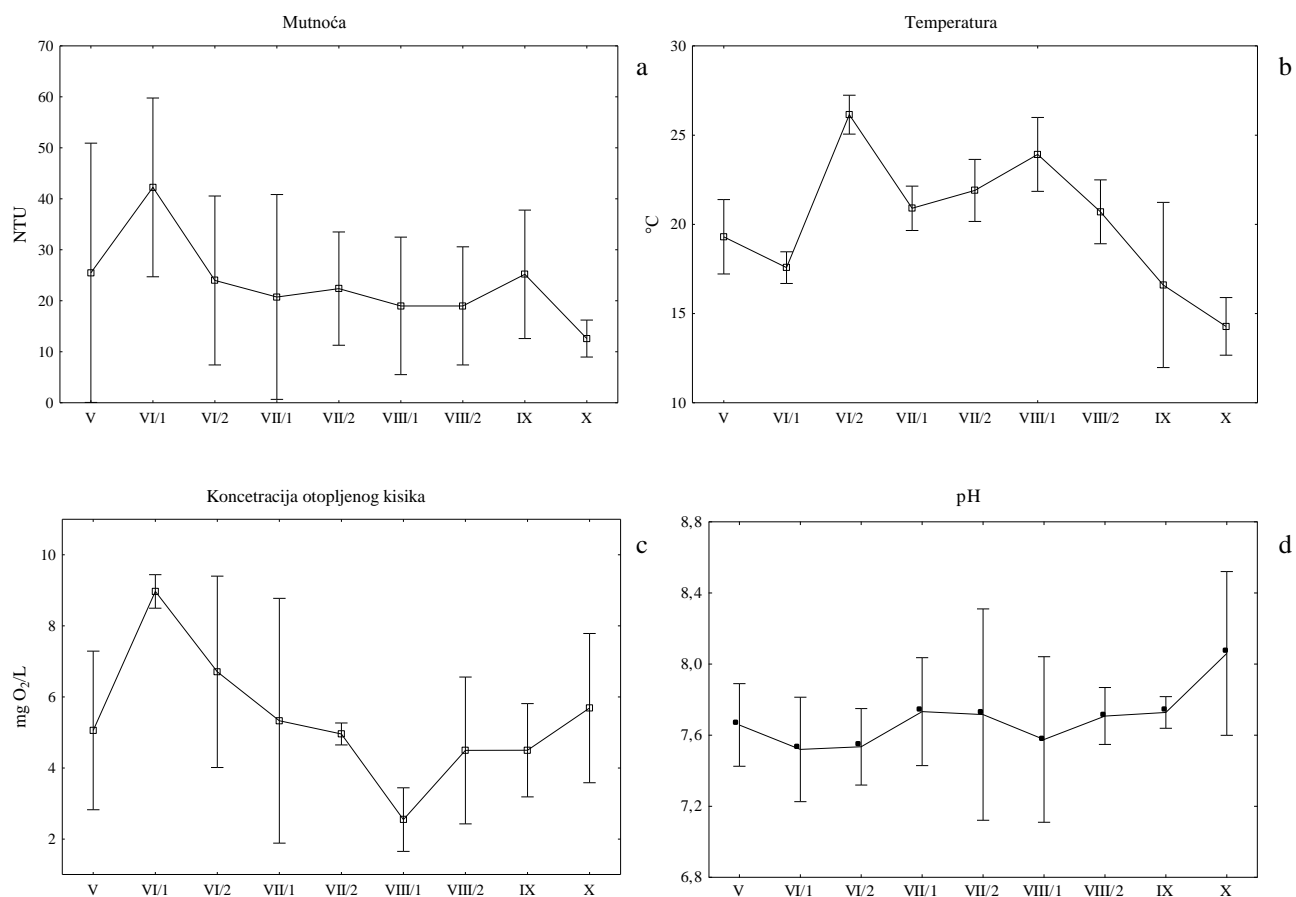 Mutnoća
a
NTU
70
60
50
40
30
20
10
0
V VI/1 VI/2 VII/1 VII/2 VIII/1 VIII/2 IX X
Temperatura
b
°C
30
25
20
15
10
V VI/1 VI/2 VII/1 VII/2 VIII/1 VIII/2 IX X
Koncetracija otopljenog kisika
c
mg O₂/L
10
8
6
4
2
V VI/1 VI/2 VII/1 VII/2 VIII/1 VIII/2 IX X
pH
d
8,8
8,4
8,0
7,6
7,2
6,8
V VI/1 VI/2 VII/1 VII/2 VIII/1 VIII/2 IX X